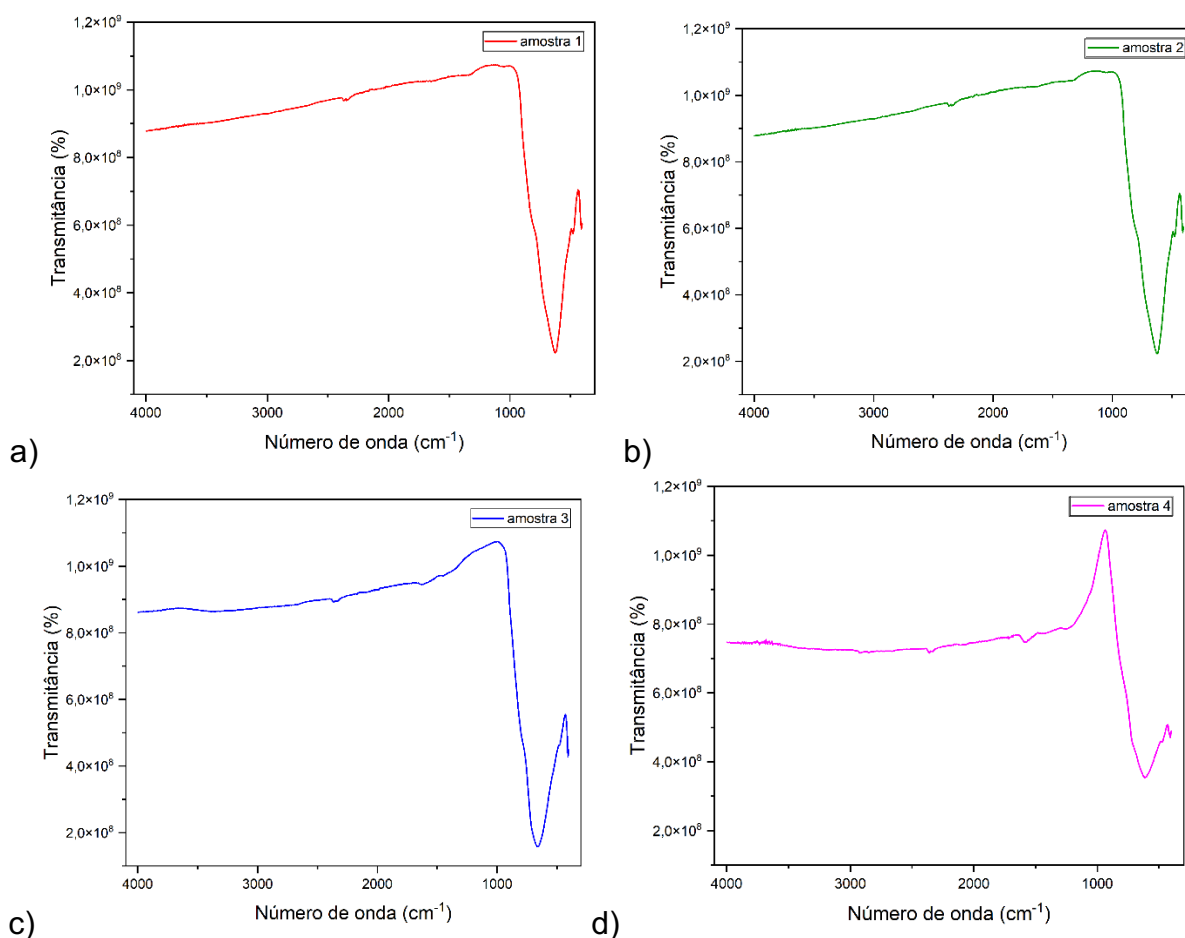 1,2×10⁹
1,0×10⁹
8,0×10⁸
6,0×10⁸
4,0×10⁸
2,0×10⁸
Transmitância (%)
amostra 1
4000 3000 2000 1000
Número de onda (cm⁻¹)
a)
1,2×10⁹
1,0×10⁹
8,0×10⁸
6,0×10⁸
4,0×10⁸
2,0×10⁸
Transmitância (%)
amostra 2
4000 3000 2000 1000
Número de onda (cm⁻¹)
b)
1,2×10⁹
1,0×10⁹
8,0×10⁸
6,0×10⁸
4,0×10⁸
2,0×10⁸
Transmitância (%)
amostra 3
4000 3000 2000 1000
Número de onda (cm⁻¹)
c)
1,2×10⁹
1,0×10⁹
8,0×10⁸
6,0×10⁸
4,0×10⁸
2,0×10⁸
Transmitância (%)
amostra 4
4000 3000 2000 1000
Número de onda (cm⁻¹)
d)